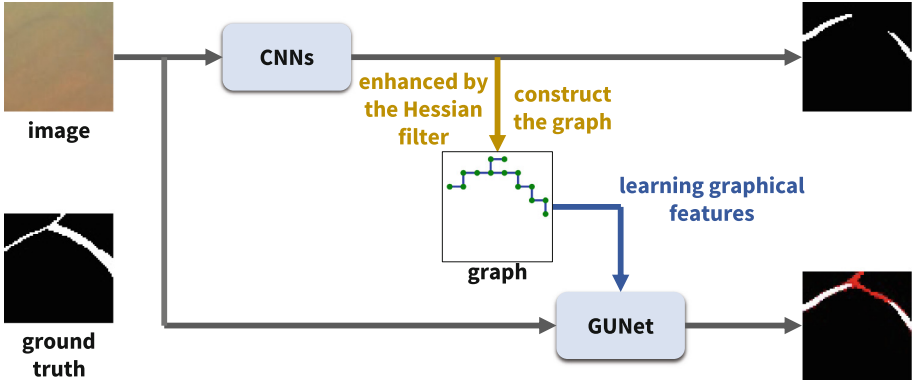 image
CNNs
enhanced by
the Hessian
filter
construct
the graph
graph
learning graphical
features
ground
truth
GUNet